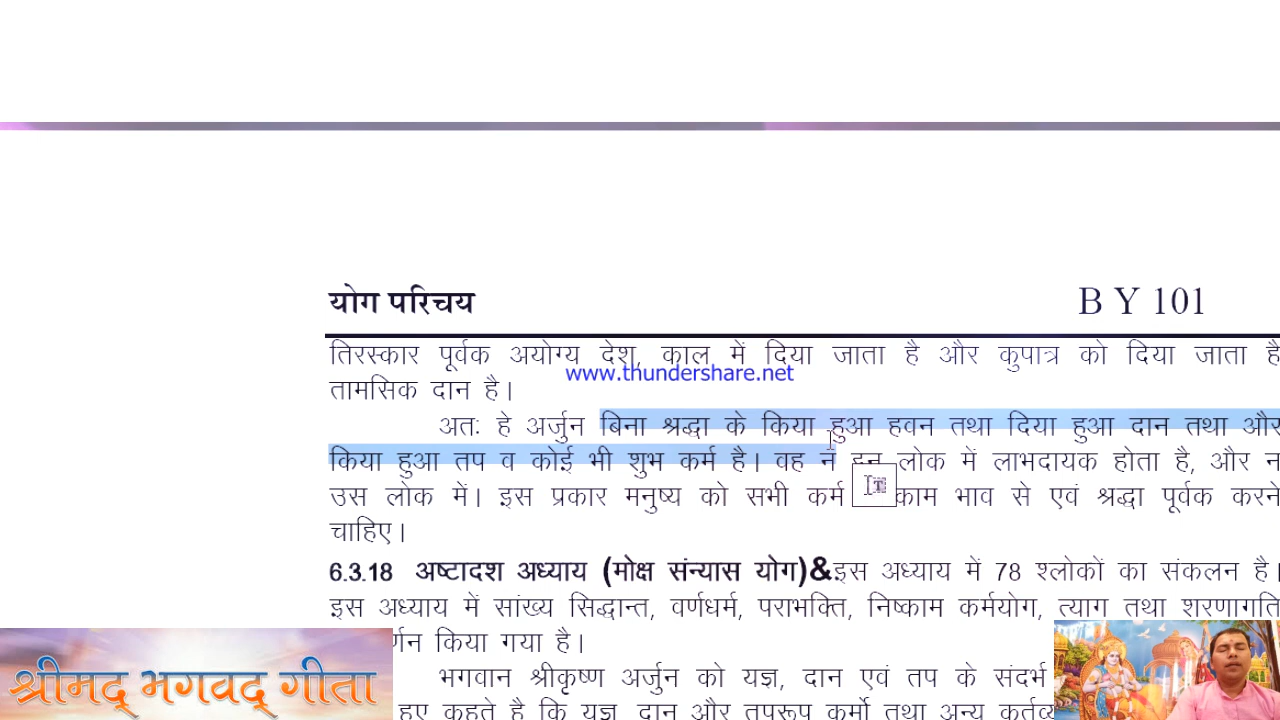 योग परिचय B Y 101
तिरस्कार पूर्वक अयोग्य देश, काल में दिया जाता है और कुपात्र को दिया जाता है
www.thundershare.net
तामसिक दान है।
अतः हे अर्जुन बिना श्रद्धा के किया हुआ हवन तथा दिया हुआ दान तथा और
किया हुआ तप व कोई भी शुभ कर्म है। वह न इन लोक में लाभदायक होता है, और न
उस लोक में। इस प्रकार मनुष्य को सभी कर्म काम भाव से एवं श्रद्धा पूर्वक करने
चाहिए।
6.3.18 अष्टादश अध्याय (मोक्ष संन्यास योग)&इस अध्याय में 78 श्लोकों का संकलन है।
इस अध्याय में सांख्य सिद्धान्त, वर्णधर्म, पराभक्ति, निष्काम कर्मयोग, त्याग तथा शरणागति
किया गया है।
भगवान श्रीकृष्ण अर्जुन को यज्ञ, दान एवं तप के संदर्भ
हुए कहते है कि यज्ञ, दान और तपरूप कर्मो तथा अन्य
श्रीमद् भगवद् गीता